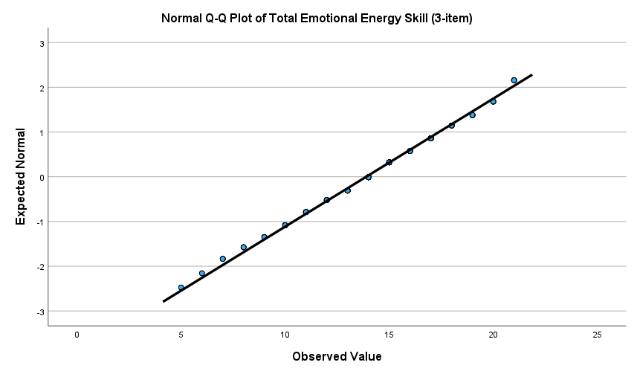 Normal Q-Q Plot of Total Emotional Energy Skill (3-item)
3
2
1
0
-1
-2
-3
Expected Normal
0 5 10 15 20 25
Observed Value